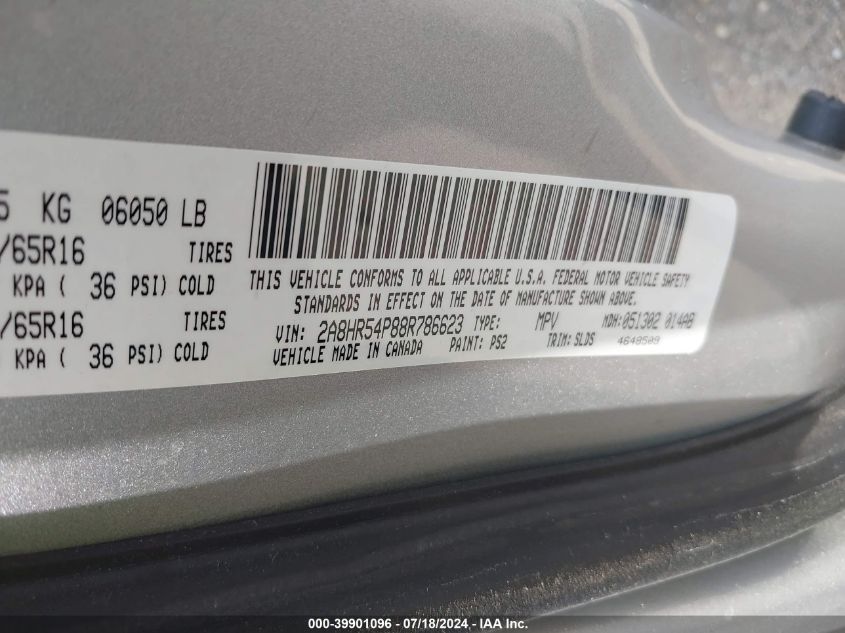 5 KG 06050 LB
/65R16 TIRES
KPA ( 36 PSI) COLD
/65R16 TIRES
KPA ( 36 PSI) COLD
THIS VEHICLE CONFORMS TO ALL APPLICABLE U.S.A. FEDERAL MOTOR VEHICLE SAFETY
STANDARDS IN EFFECT ON THE DATE OF MANUFACTURE SHOWN ABOVE.
VIN: 2A8HR54P88R786623 TYPE: MPV MDH:051302 014AB
VEHICLE MADE IN CANADA PAINT: PS2 TRIM: SLDS 4648509
000-39901096 - 07/18/2024 - IAA Inc.